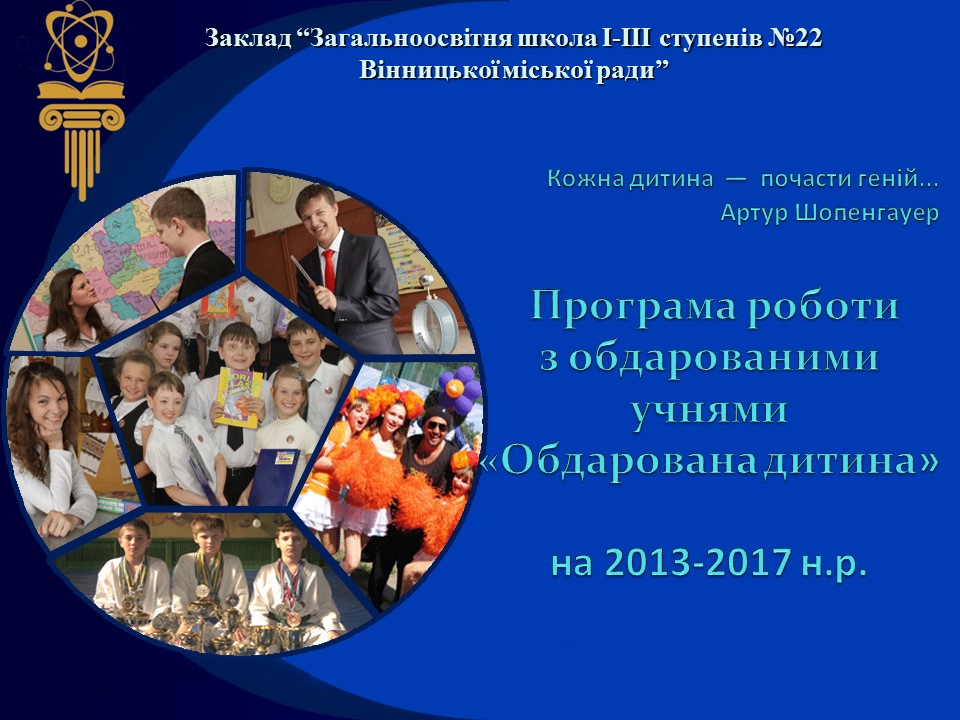 Заклад “Загальноосвітня школа І-ІІІ ступенів №22
Вінницької міської ради”
Кожна дитина — почасти геній...
Артур Шопенгауер
Програма роботи
з обдарованими
учнями
«Обдарована дитина»
на 2013-2017 н.р.